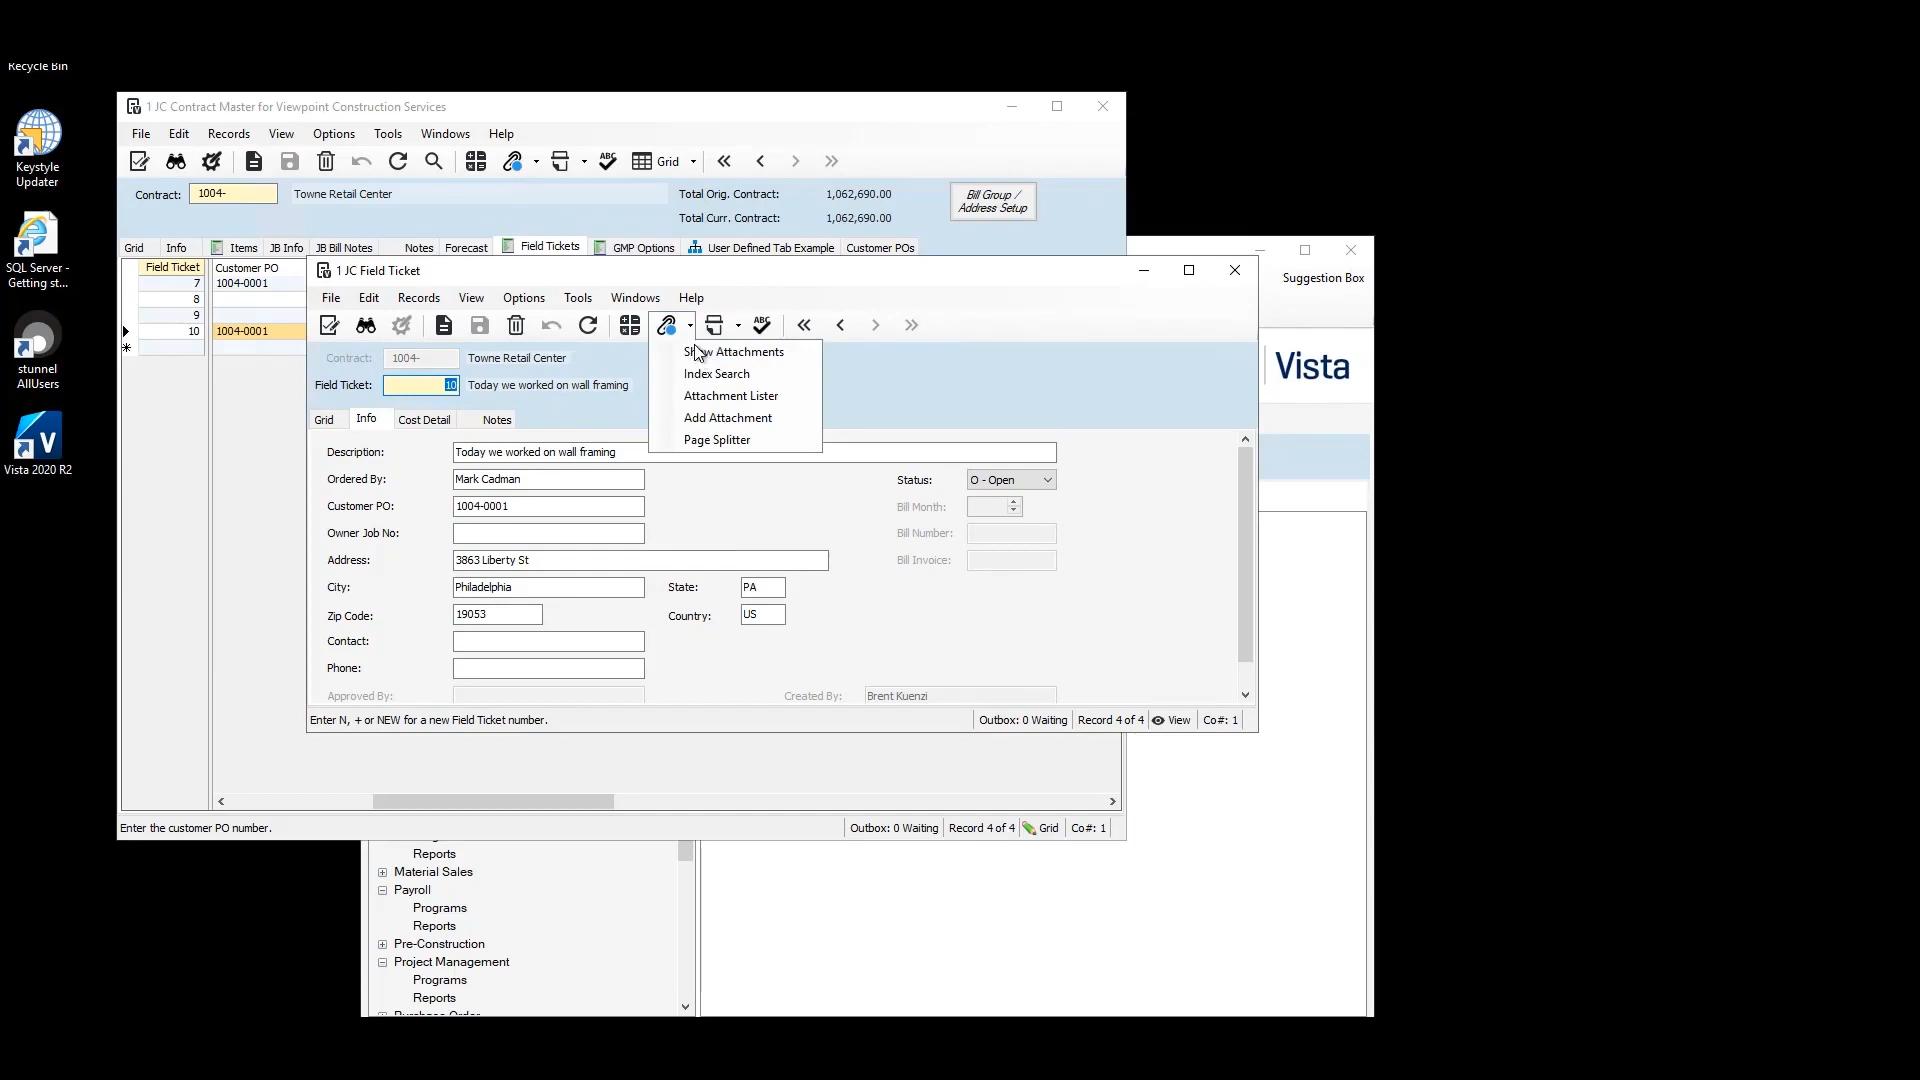 Recycle Bin
Keystyle
Updater
SQL Server -
Getting st...
stunnel
AllUsers
Vista 2020 R2
1 JC Contract Master for Viewpoint Construction Services
File Edit Records View Options Tools Windows Help
ABC Grid
Contract: 1004- Towne Retail Center Total Orig. Contract: 1,062,690.00
Total Curr. Contract: 1,062,690.00
Bill Group /
Address Setup
Grid Info Items JB Info JB Bill Notes Notes Forecast Field Tickets GMP Options User Defined Tab Example Customer POs
Field Ticket Customer PO
7 1004-0001
8
9
10 1004-0001
Suggestion Box
Vista
1 JC Field Ticket
File Edit Records View Options Tools Windows Help
ABC
Contract: 1004- Towne Retail Center
Field Ticket: 10 Today we worked on wall framing
Show Attachments
Index Search
Attachment Lister
Add Attachment
Page Splitter
Grid Info Cost Detail Notes
Description: Today we worked on wall framing
Ordered By: Mark Cadman Status: O - Open
Customer PO: 1004-0001 Bill Month:
Owner Job No: Bill Number:
Address: 3863 Liberty St Bill Invoice:
City: Philadelphia State: PA
Zip Code: 19053 Country: US
Contact:
Phone:
Approved By: Created By: Brent Kuenzi
Enter N, + or NEW for a new Field Ticket number. Outbox: 0 Waiting Record 4 of 4 View Co#: 1
Enter the customer PO number. Outbox: 0 Waiting Record 4 of 4 Grid Co#: 1
Reports
Material Sales
Payroll
Programs
Reports
Pre-Construction
Project Management
Programs
Reports
Purchase Order